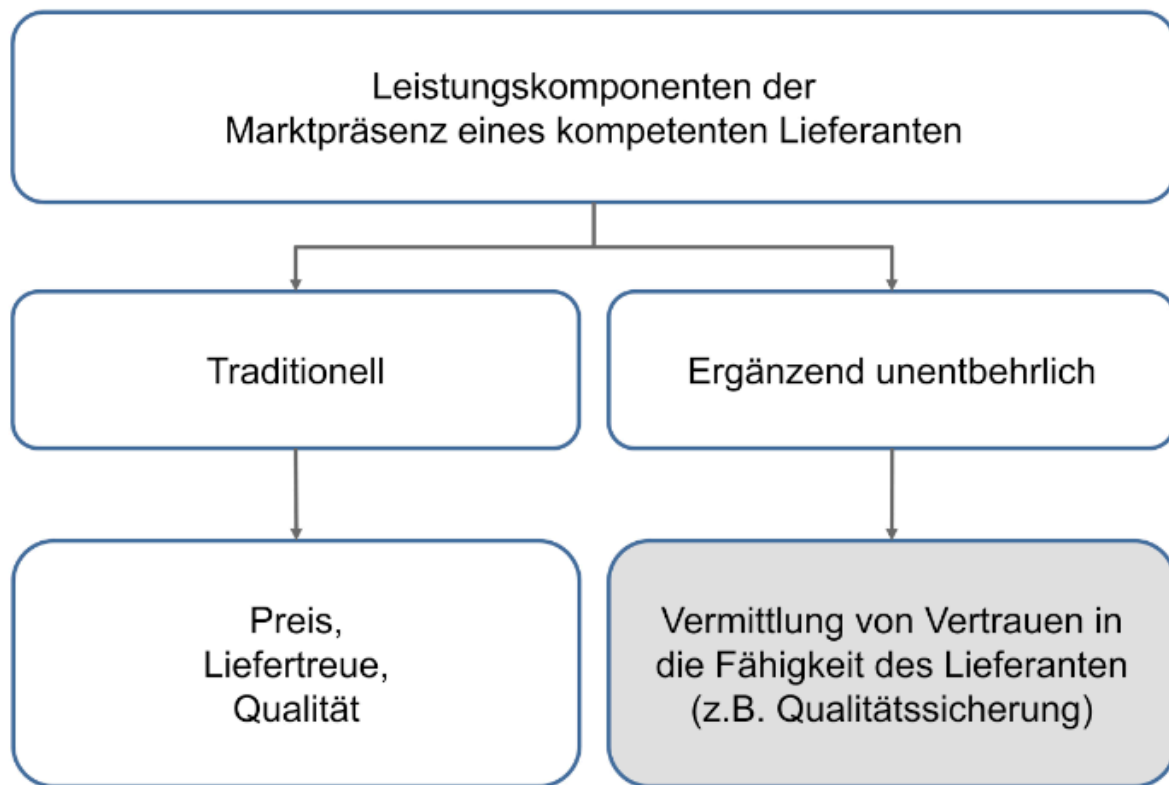 Leistungskomponenten der
Marktpräsenz eines kompetenten Lieferanten
Traditionell
Ergänzend unentbehrlich
Preis,
Liefertreue,
Qualität
Vermittlung von Vertrauen in
die Fähigkeit des Lieferanten
(z.B. Qualitätssicherung)